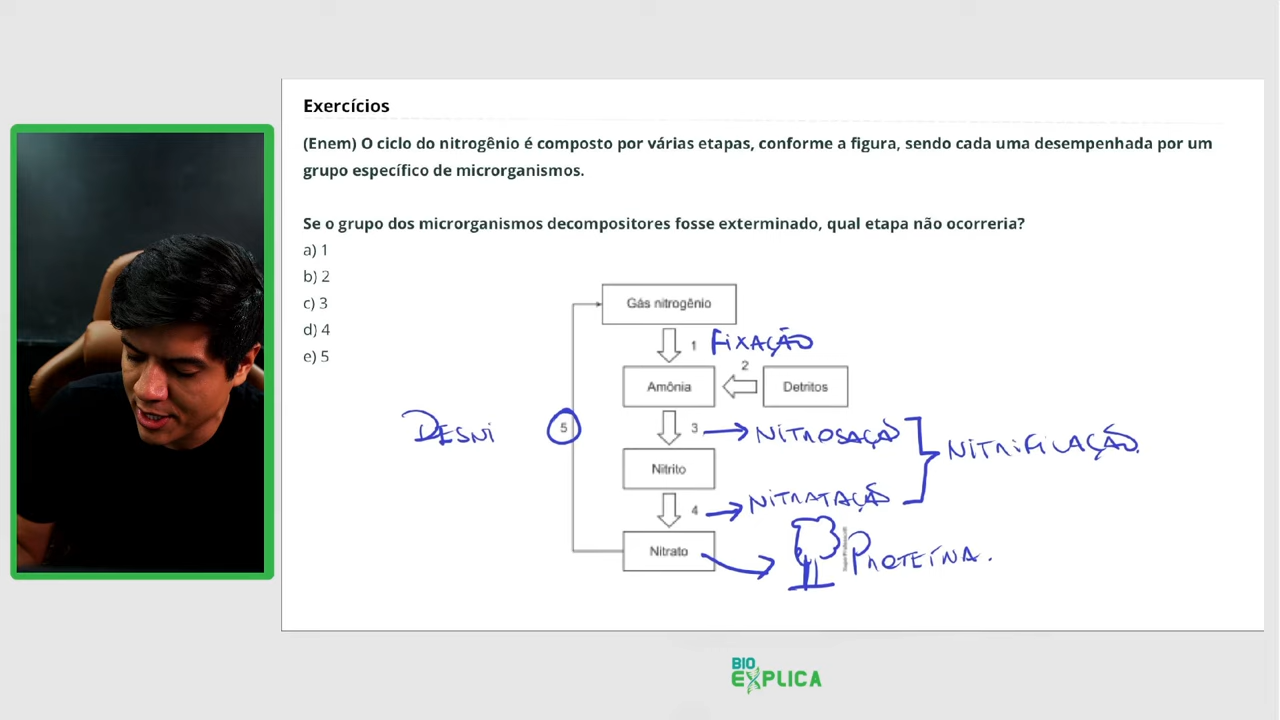 Exercícios
(Enem) O ciclo do nitrogênio é composto por várias etapas, conforme a figura, sendo cada uma desempenhada por um
grupo específico de microrganismos.
Se o grupo dos microrganismos decompositores fosse exterminado, qual etapa não ocorreria?
a) 1
b) 2
c) 3
d) 4
e) 5
Gás nitrogênio
1 FIXAÇÃO
2
Amônia
Detritos
DESNI
5
3 NITROSAÇÃO
NITRIFICAÇÃO.
Nitrito
4 NITRATAÇÃO
Nitrato
PROTEÍNA.
BIO
EXPLICA